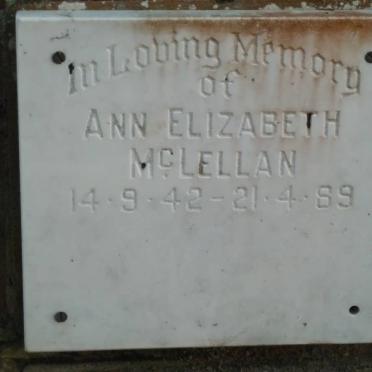 In Loving Memory
of
ANN ELIZABETH
McLELLAN
14·9·42-21·4·89